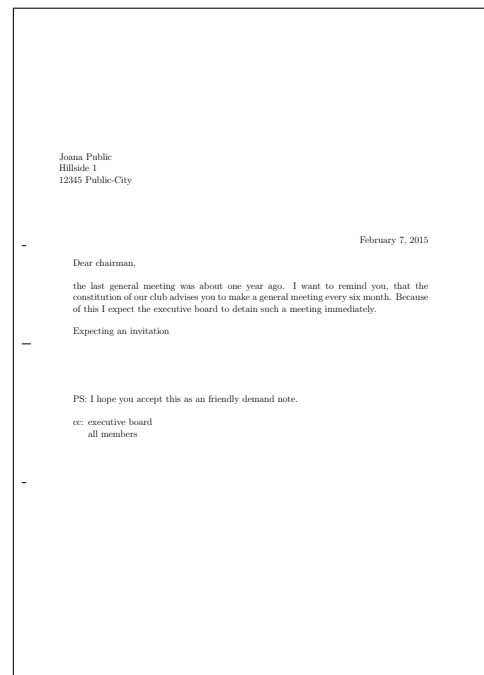 Joana Public
Hillside 1
12345 Public-City
February 7, 2015
Dear chairman,
the last general meeting was about one year ago. I want to remind you, that the
constitution of our club advises you to make a general meeting every six month. Because
of this I expect the executive board to detain such a meeting immediately.
Expecting an invitation
PS: I hope you accept this as an friendly demand note.
cc: executive board
all members